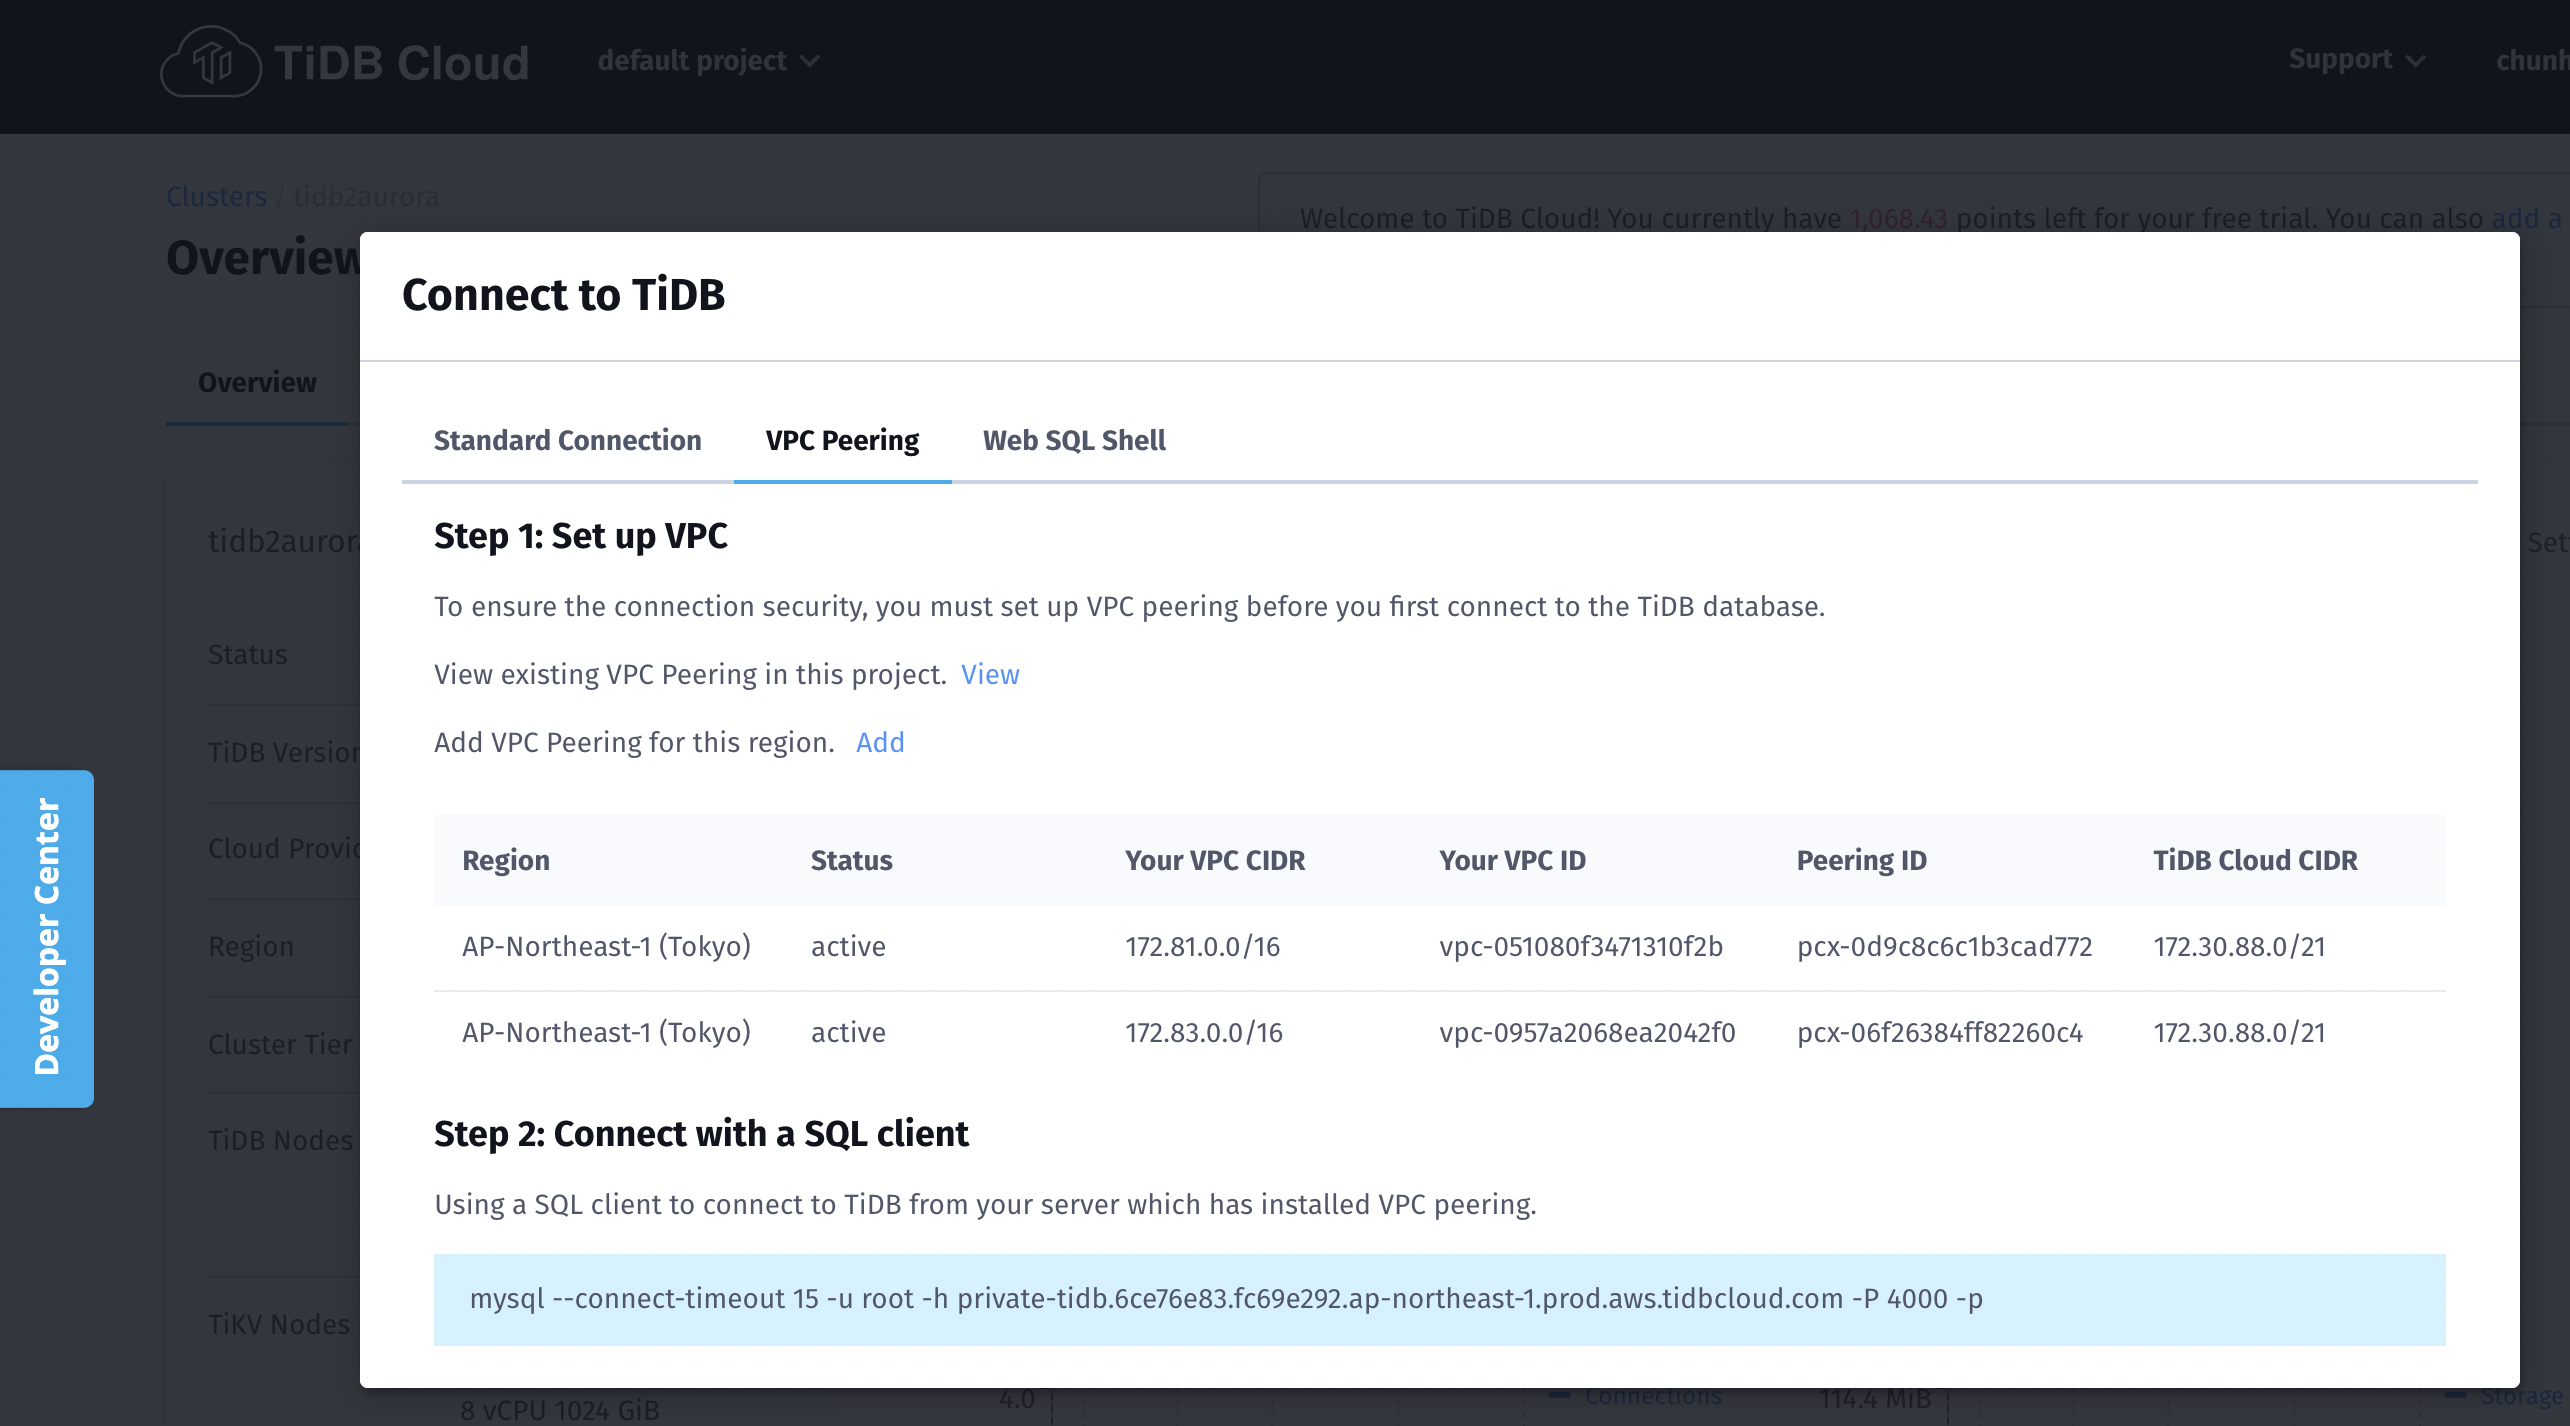 TiDB Cloud
default project
Support
chunh
Clusters / tidb2aurora
Welcome to TiDB Cloud! You currently have 1,068.43 points left for your free trial. You can also add a
Overview
Connect to TiDB
Overview
Standard Connection
VPC Peering
Web SQL Shell
Step 1: Set up VPC
tidb2aurora
Set
To ensure the connection security, you must set up VPC peering before you first connect to the TiDB database.
Status
View existing VPC Peering in this project. View
TiDB Version
Add VPC Peering for this region. Add
Developer Center
Cloud Provid
Region Status Your VPC CIDR Your VPC ID Peering ID TiDB Cloud CIDR
Region
AP-Northeast-1 (Tokyo) active 172.81.0.0/16 vpc-051080f3471310f2b pcx-0d9c8c6c1b3cad772 172.30.88.0/21
Cluster Tier
AP-Northeast-1 (Tokyo) active 172.83.0.0/16 vpc-0957a2068ea2042f0 pcx-06f26384ff82260c4 172.30.88.0/21
TiDB Nodes
Step 2: Connect with a SQL client
Using a SQL client to connect to TiDB from your server which has installed VPC peering.
mysql --connect-timeout 15 -u root -h private-tidb.6ce76e83.fc69e292.ap-northeast-1.prod.aws.tidbcloud.com -P 4000 -p
TiKV Nodes
8 vCPU 1024 GiB
4.0
Connections
114.4 MiB
Storage